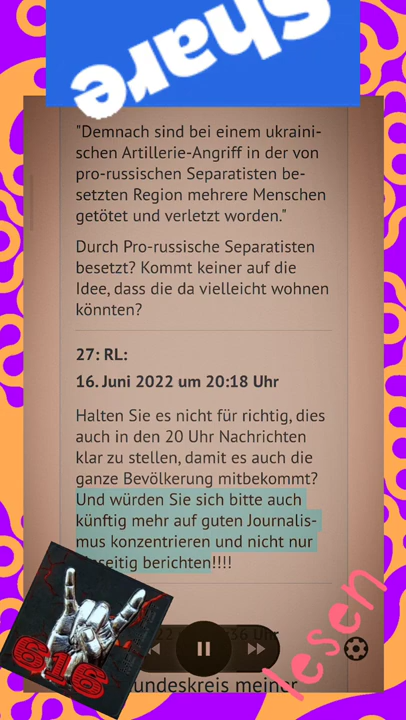 Share
"Demnach sind bei einem ukraini-
schen Artillerie-Angriff in der von
pro-russischen Separatisten be-
setzten Region mehrere Menschen
getötet und verletzt worden."
Durch Pro-russische Separatisten
besetzt? Kommt keiner auf die
Idee, dass die da vielleicht wohnen
könnten?
27: RL:
16. Juni 2022 um 20:18 Uhr
Halten Sie es nicht für richtig, dies
auch in den 20 Uhr Nachrichten
klar zu stellen, damit es auch die
ganze Bevölkerung mitbekommt?
Und würden Sie sich bitte auch
künftig mehr auf guten Journalis-
mus konzentrieren und nicht nur
berichten!!!!
616
lesen
Uhr